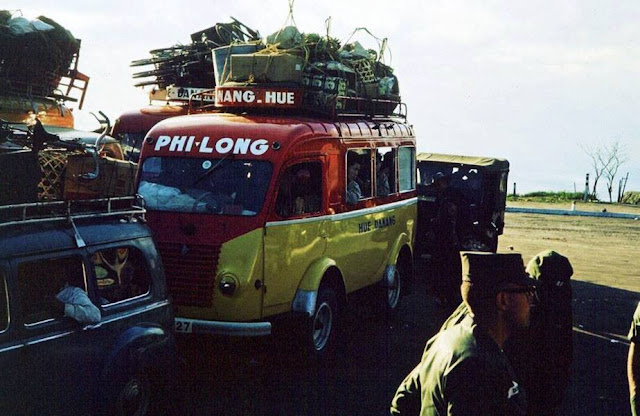 NANG - HUE
PHI-LONG
HUE DANANG
27